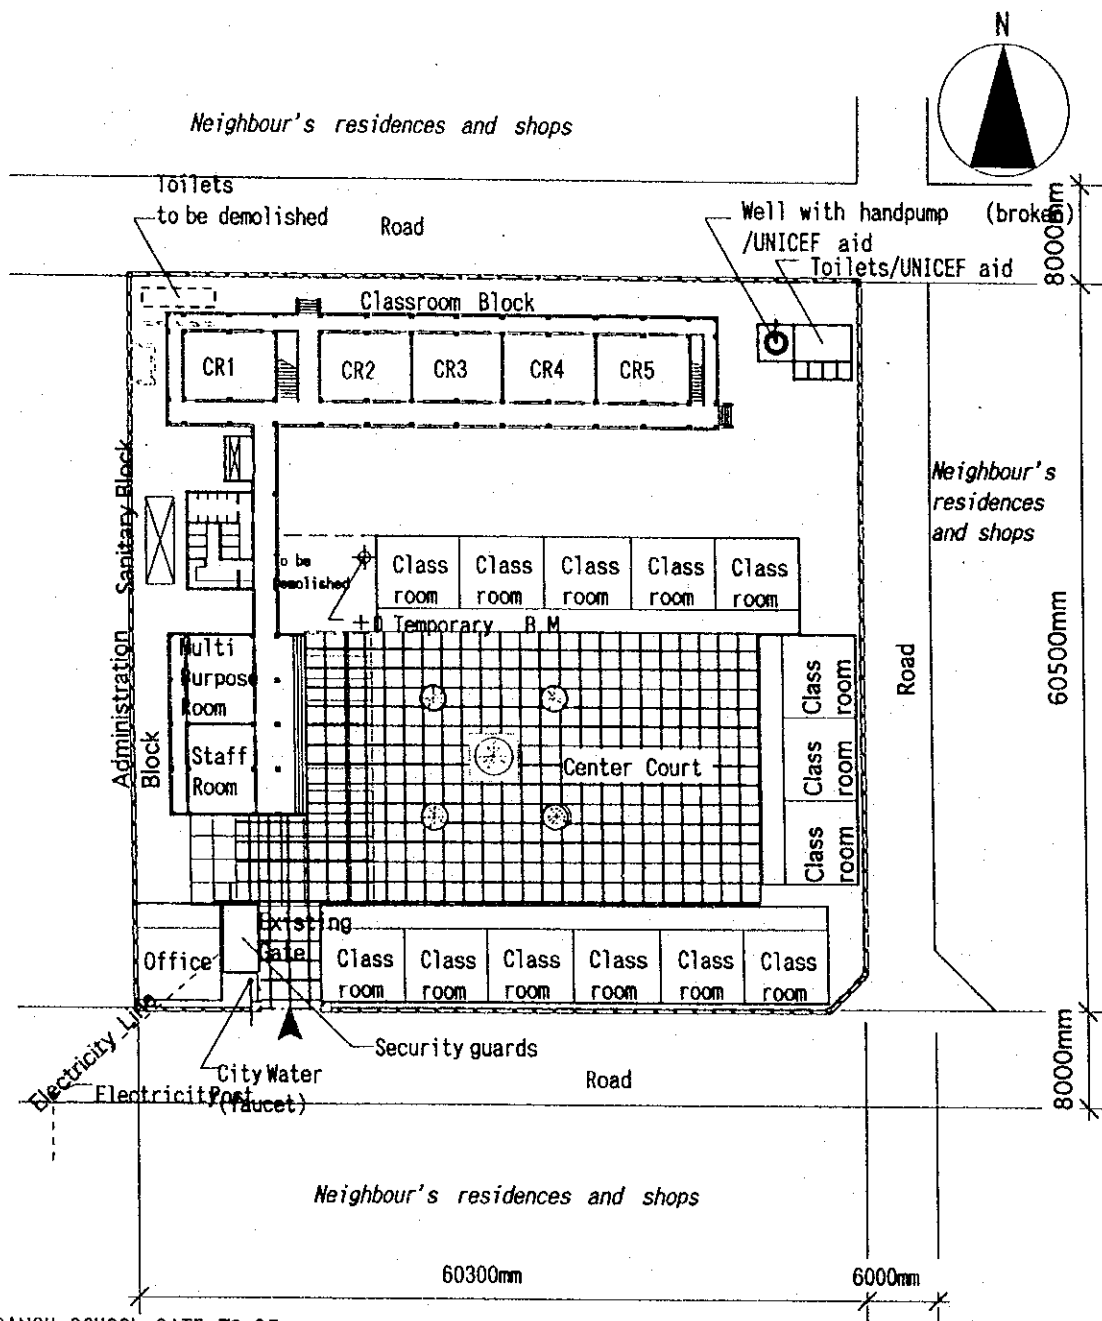 N
Neighbour's residences and shops
Toilets
to be demolished
Road
Well with handpump (broken)
/UNICEF aid
Toilets/UNICEF aid
8000mm
Classroom Block
CR1
CR2
CR3
CR4
CR5
Sanitary Block
Neighbour's
residences
and shops
to be
demolished
Class
room
Class
room
Class
room
Class
room
Class
room
Temporary B M
Administration
Block
Multi
Purpose
Room
Staff
Room
Center Court
Class
room
Class
room
Class
room
Road
60500mm
Existing
Gate
Office
Class
room
Class
room
Class
room
Class
room
Class
room
Class
room
Electricity Line
Security guards
City Water
(faucet)
Electricity Post
Road
8000mm
Neighbour's residences and shops
60300mm
6000mm